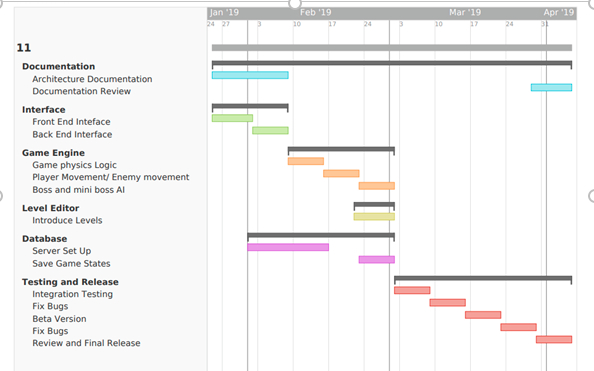 Jan '19 Feb '19 Mar '19 Apr '19
24 27 3 10 17 24 3 10 17 24 31
11
Documentation
Architecture Documentation
Documentation Review
Interface
Front End Inteface
Back End Interface
Game Engine
Game physics Logic
Player Movement/ Enemy movement
Boss and mini boss AI
Level Editor
Introduce Levels
Database
Server Set Up
Save Game States
Testing and Release
Integration Testing
Fix Bugs
Beta Version
Fix Bugs
Review and Final Release